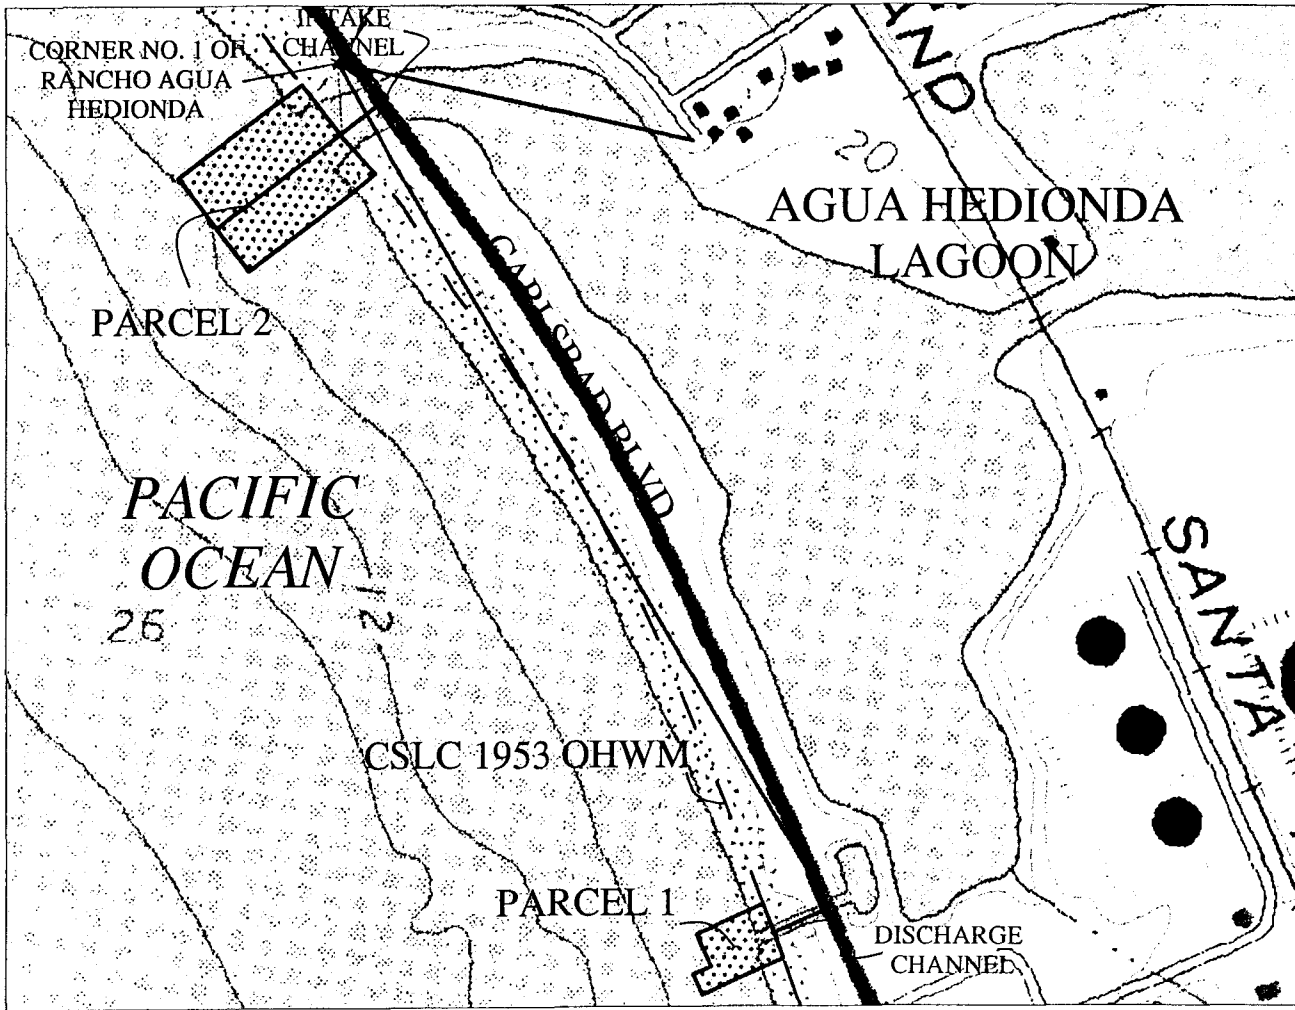 INTAKE
CHANNEL
CORNER NO. 1 OF
RANCHO AGUA
HEDIONDA
AND
20
AGUA HEDIONDA
LAGOON
PARCEL 2
CARLSBAD BLVD
PACIFIC
OCEAN
26
12
SANTA
CSLC 1953 OHWM
PARCEL 1
DISCHARGE
CHANNEL